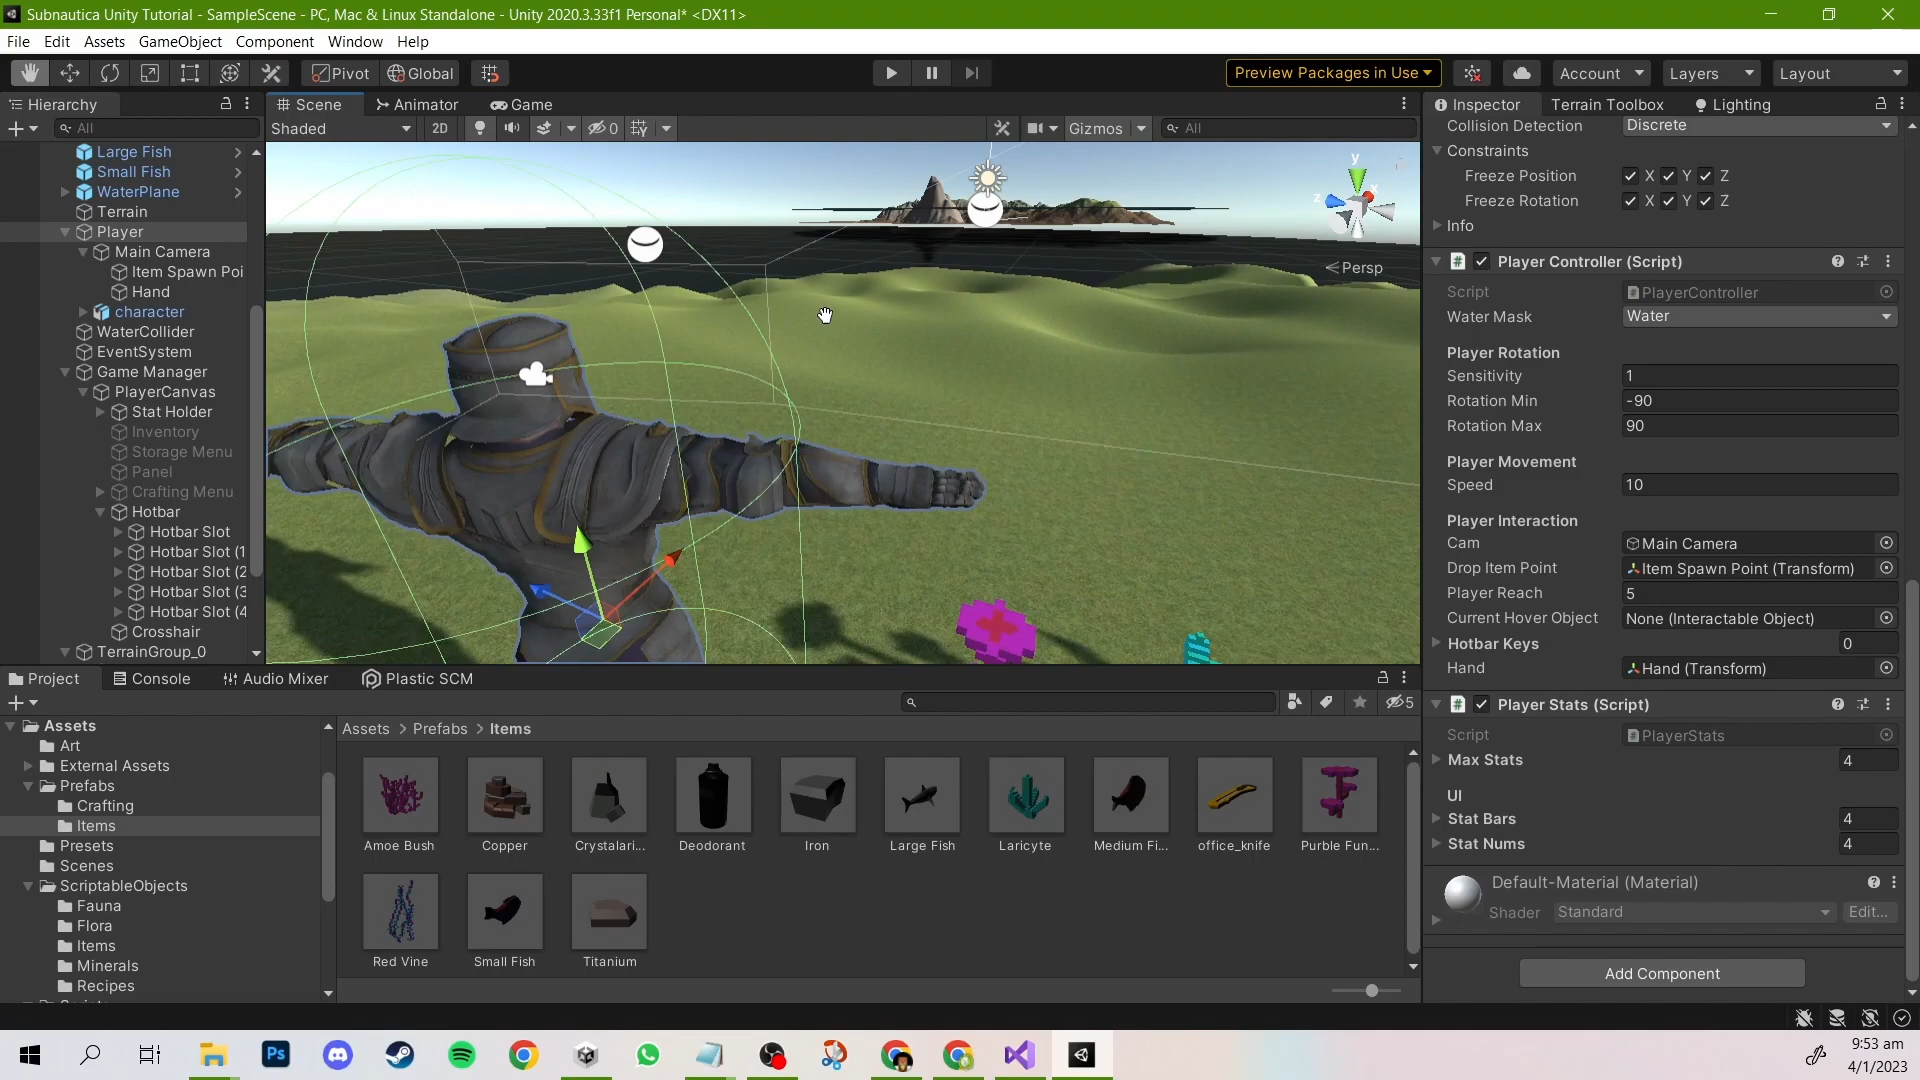 Subnautica Unity Tutorial - SampleScene - PC, Mac & Linux Standalone - Unity 2020.3.33f1 Personal* <DX11>
File Edit Assets GameObject Component Window Help
Pivot Global Preview Packages in Use Account Layers Layout
Hierarchy
All
Large Fish
Small Fish
WaterPlane
Terrain
Player
Main Camera
Item Spawn Poi
Hand
character
WaterCollider
EventSystem
Game Manager
PlayerCanvas
Stat Holder
Inventory
Storage Menu
Panel
Crafting Menu
Hotbar
Hotbar Slot
Hotbar Slot (1
Hotbar Slot (2
Hotbar Slot (3
Hotbar Slot (4
Crosshair
TerrainGroup_0
Scene Animator Game
Shaded 2D 0 Gizmos All
y
x
z
Persp
Inspector Terrain Toolbox Lighting
Collision Detection Discrete
Constraints
Freeze Position X Y Z
Freeze Rotation X Y Z
Info
Player Controller (Script)
Script PlayerController
Water Mask Water
Player Rotation
Sensitivity 1
Rotation Min -90
Rotation Max 90
Player Movement
Speed 10
Player Interaction
Cam Main Camera
Drop Item Point Item Spawn Point (Transform)
Player Reach 5
Current Hover Object None (Interactable Object)
Hotbar Keys 0
Hand Hand (Transform)
Player Stats (Script)
Script PlayerStats
Max Stats 4
UI
Stat Bars 4
Stat Nums 4
Default-Material (Material)
Shader Standard Edit...
Add Component
Project Console Audio Mixer Plastic SCM
5
Assets
Art
External Assets
Prefabs
Crafting
Items
Presets
Scenes
ScriptableObjects
Fauna
Flora
Items
Minerals
Recipes
Assets > Prefabs > Items
Amoe Bush Copper Crystalari... Deodorant Iron Large Fish Laricyte Medium Fi... office_knife Purble Fun...
Red Vine Small Fish Titanium
Ps
9:53 am
4/1/2023